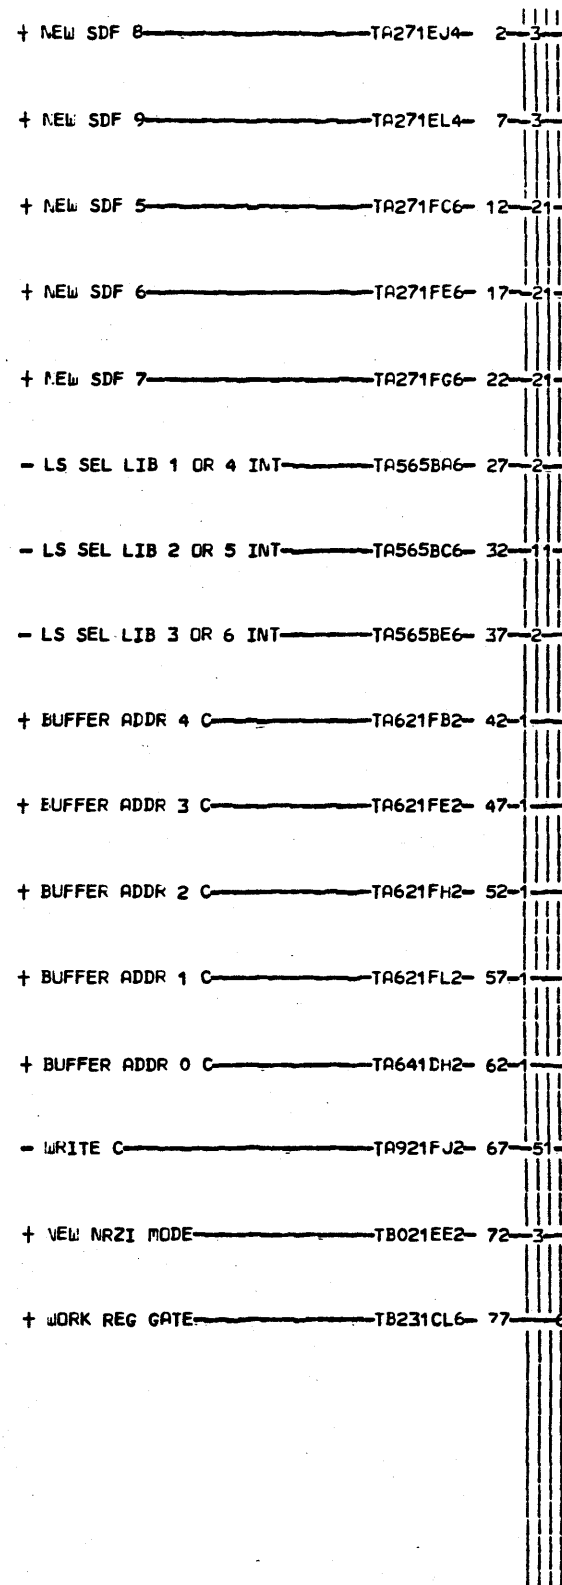 + NEW SDF 8 TA271EJ4 2 3
+ NEW SDF 9 TA271EL4 7 3
+ NEW SDF 5 TA271FC6 12 21
+ NEW SDF 6 TA271FE6 17 21
+ NEW SDF 7 TA271FG6 22 21
- LS SEL LIB 1 OR 4 INT TA565BA6 27 2
- LS SEL LIB 2 OR 5 INT TA565BC6 32 11
- LS SEL LIB 3 OR 6 INT TA565BE6 37 2
+ BUFFER ADDR 4 C TA621FB2 42 1
+ BUFFER ADDR 3 C TA621FE2 47 1
+ BUFFER ADDR 2 C TA621FH2 52 1
+ BUFFER ADDR 1 C TA621FL2 57 1
+ BUFFER ADDR 0 C TA641DH2 62 1
- WRITE C TA921FJ2 67 51
+ NEW NRZI MODE TB021EE2 72 3
+ WORK REG GATE TB231CL6 77